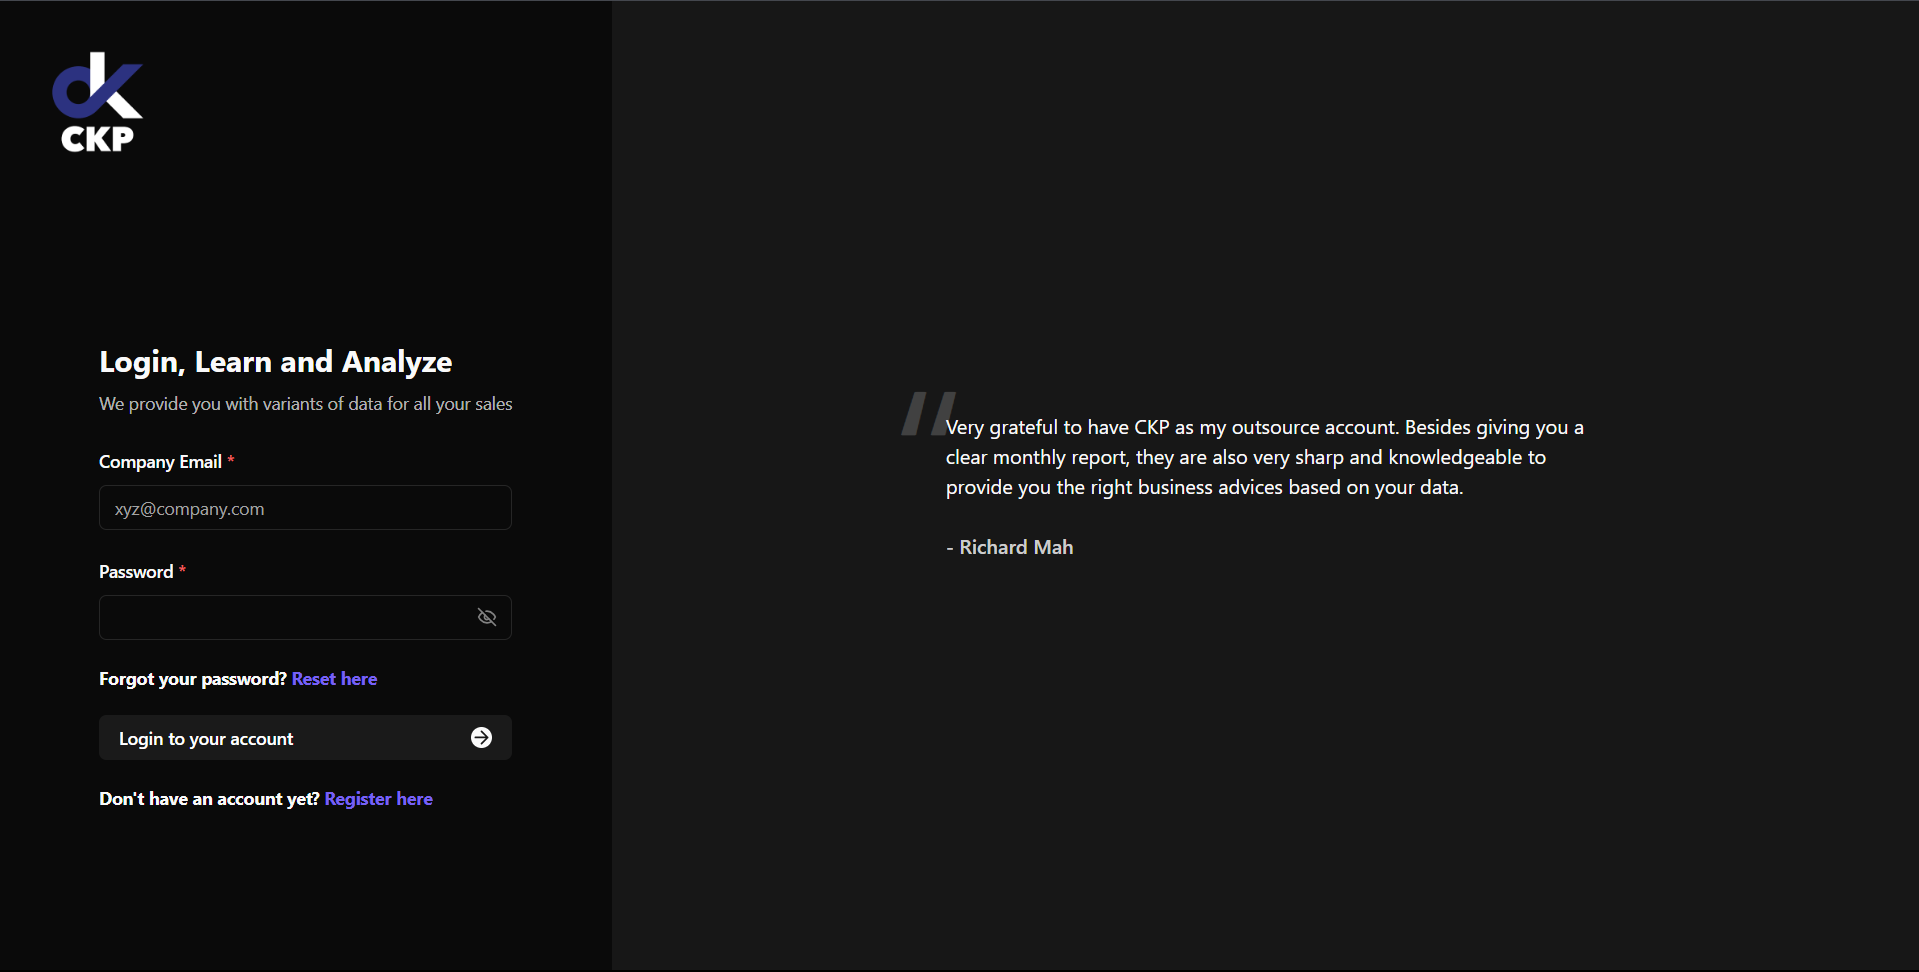 CKP
Login, Learn and Analyze
We provide you with variants of data for all your sales
Company Email *
xyz@company.com
Password *
Forgot your password? Reset here
Login to your account
Don't have an account yet? Register here
"
Very grateful to have CKP as my outsource account. Besides giving you a
clear monthly report, they are also very sharp and knowledgeable to
provide you the right business advices based on your data.
- Richard Mah